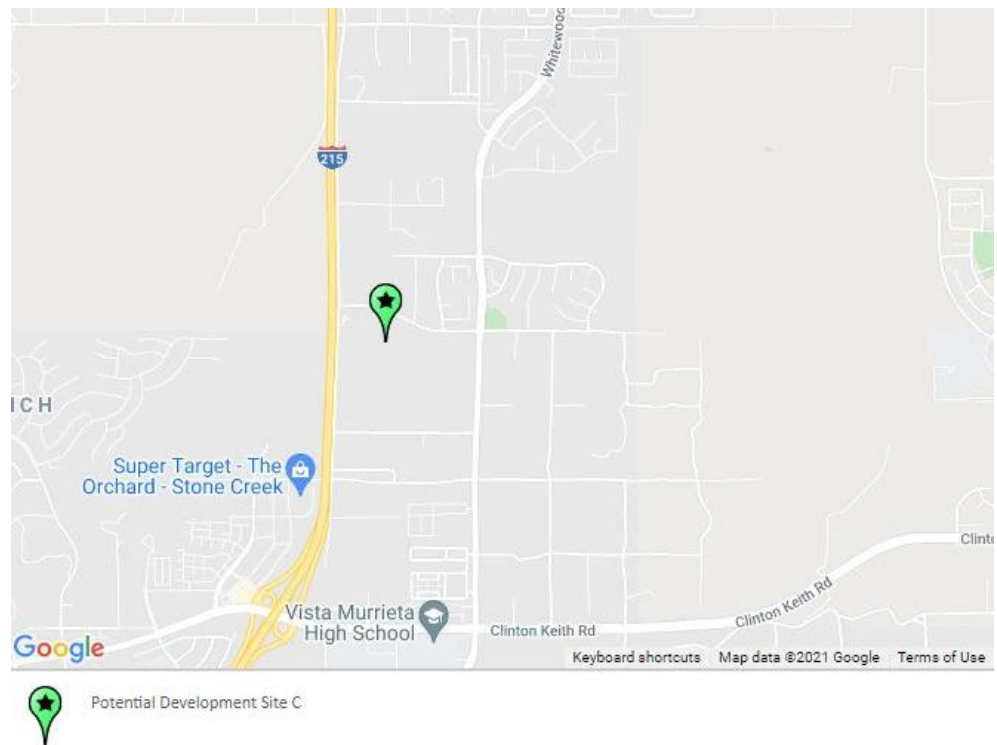 Whitewood
215
ICH
Super Target - The
Orchard - Stone Creek
Vista Murrieta
High School
Clinton Keith Rd
Clinton Keith Rd
Clinto
Google
Keyboard shortcuts Map data ©2021 Google Terms of Use
Potential Development Site C